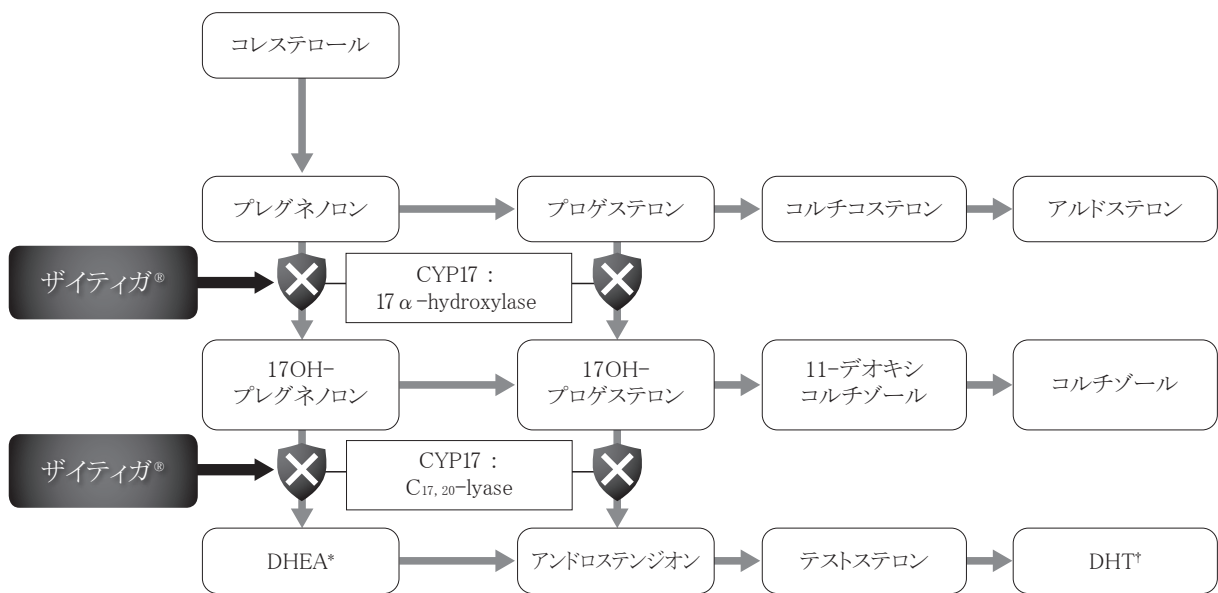 コレステロール
プレグネノロン
プロゲステロン
コルチコステロン
アルドステロン
ザイティガ®
CYP17：
17α-hydroxylase
17OH-
プレグネノロン
17OH-
プロゲステロン
11-デオキシ
コルチゾール
コルチゾール
ザイティガ®
CYP17：
C17, 20-lyase
DHEA*
アンドロステンジオン
テストステロン
DHT†